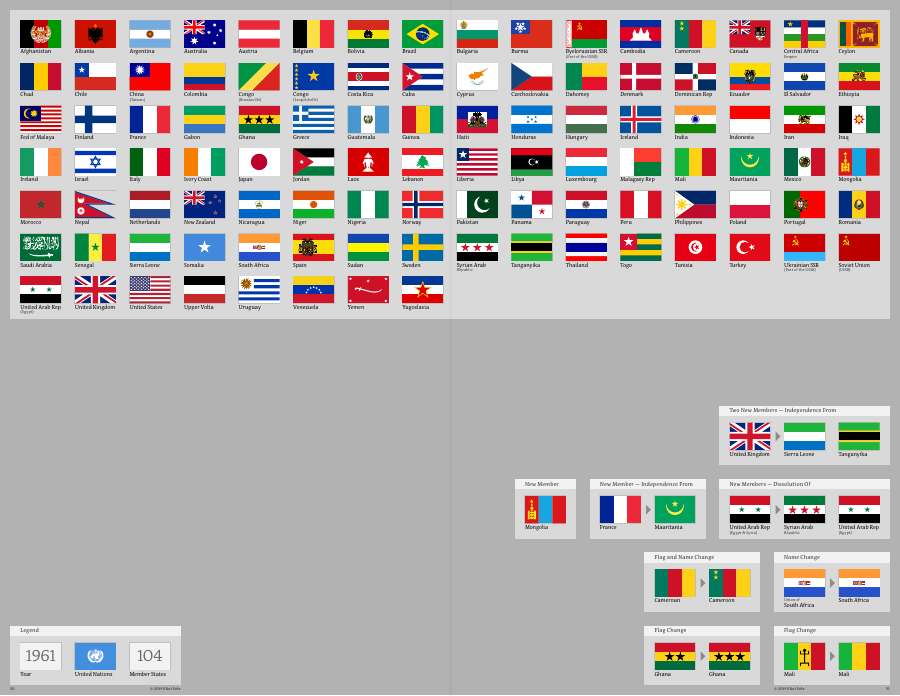 Afghanistan Albania Argentina Australia Austria Belgium Bolivia Brazil Bulgaria Burma Byelorussian SSR Cambodia Cameroon Canada Central Africa Ceylon
(Part of the USSR) Empire
Chad Chile China Colombia Congo Congo Costa Rica Cuba Cyprus Czechoslovakia Dahomey Denmark Dominican Rep Ecuador El Salvador Ethiopia
(Taiwan) (Brazzaville) (Leopoldville)
Fed of Malaya Finland France Gabon Ghana Greece Guatemala Guinea Haiti Honduras Hungary Iceland India Indonesia Iran Iraq
Ireland Israel Italy Ivory Coast Japan Jordan Laos Lebanon Liberia Libya Luxembourg Malagasy Rep Mali Mauritania Mexico Mongolia
Morocco Nepal Netherlands New Zealand Nicaragua Niger Nigeria Norway Pakistan Panama Paraguay Peru Philippines Poland Portugal Romania
Saudi Arabia Senegal Sierra Leone Somalia South Africa Spain Sudan Sweden Syrian Arab Tanganyika Thailand Togo Tunisia Turkey Ukrainian SSR Soviet Union
Republic (Part of the USSR) (USSR)
United Arab Rep United Kingdom United States Upper Volta Uruguay Venezuela Yemen Yugoslavia
(Egypt)
Two New Members — Independence From
United Kingdom Sierra Leone Tanganyika
New Member New Member — Independence From New Members — Dissolution Of
Mongolia France Mauritania United Arab Rep Syrian Arab United Arab Rep
(Egypt & Syria) Republic (Egypt)
Flag and Name Change Name Change
Cameroun Cameroon Union of South Africa
South Africa
Legend Flag Change Flag Change
1961 104
Year United Nations Member States Ghana Ghana Mali Mali